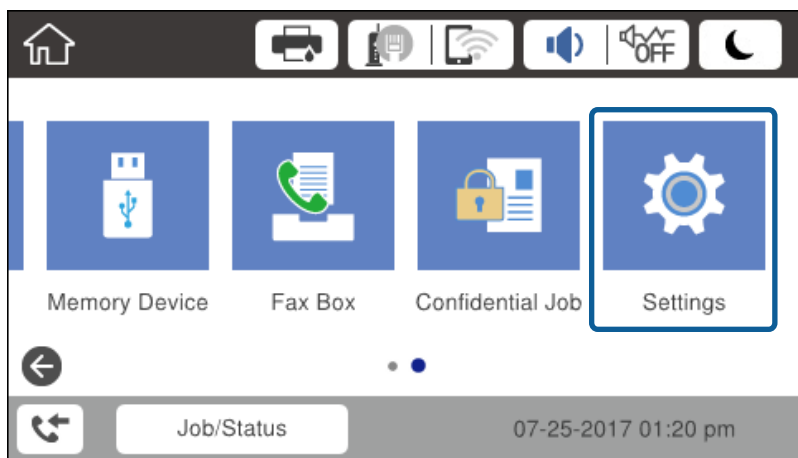 OFF
Memory Device
Fax Box
Confidential Job
Settings
Job/Status
07-25-2017 01:20 pm